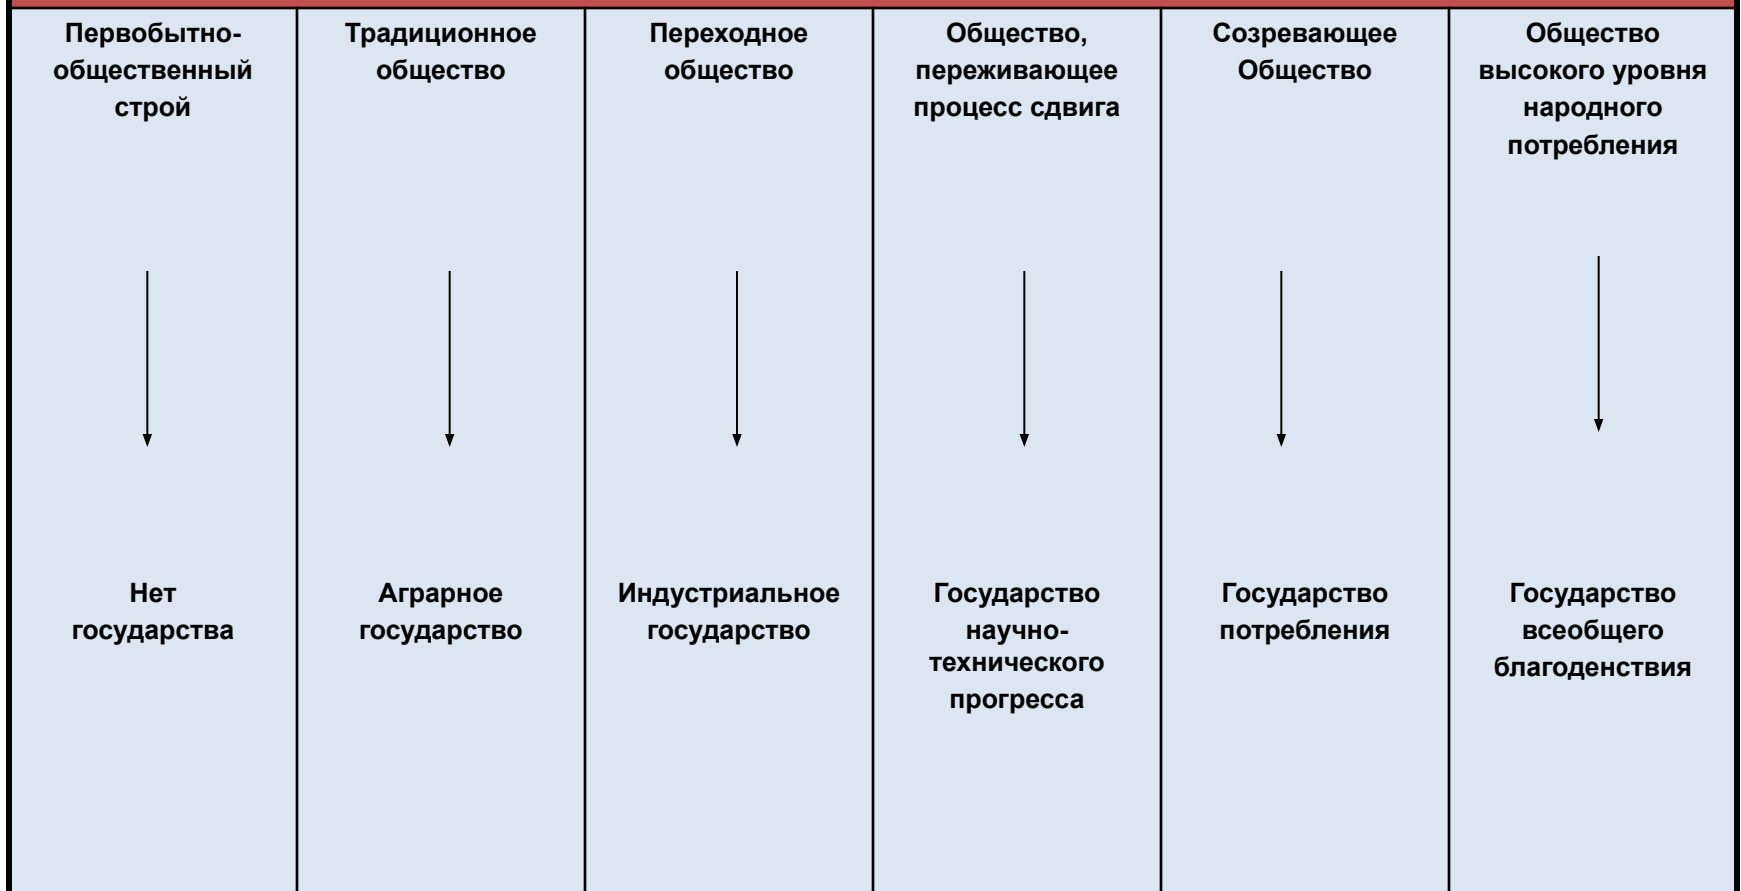 Первобытно-
общественный
строй
Традиционное
общество
Переходное
общество
Общество,
переживающее
процесс сдвига
Созревающее
Общество
Общество
высокого уровня
народного
потребления
Нет
государства
Аграрное
государство
Индустриальное
государство
Государство
научно-
технического
прогресса
Государство
потребления
Государство
всеобщего
благоденствия